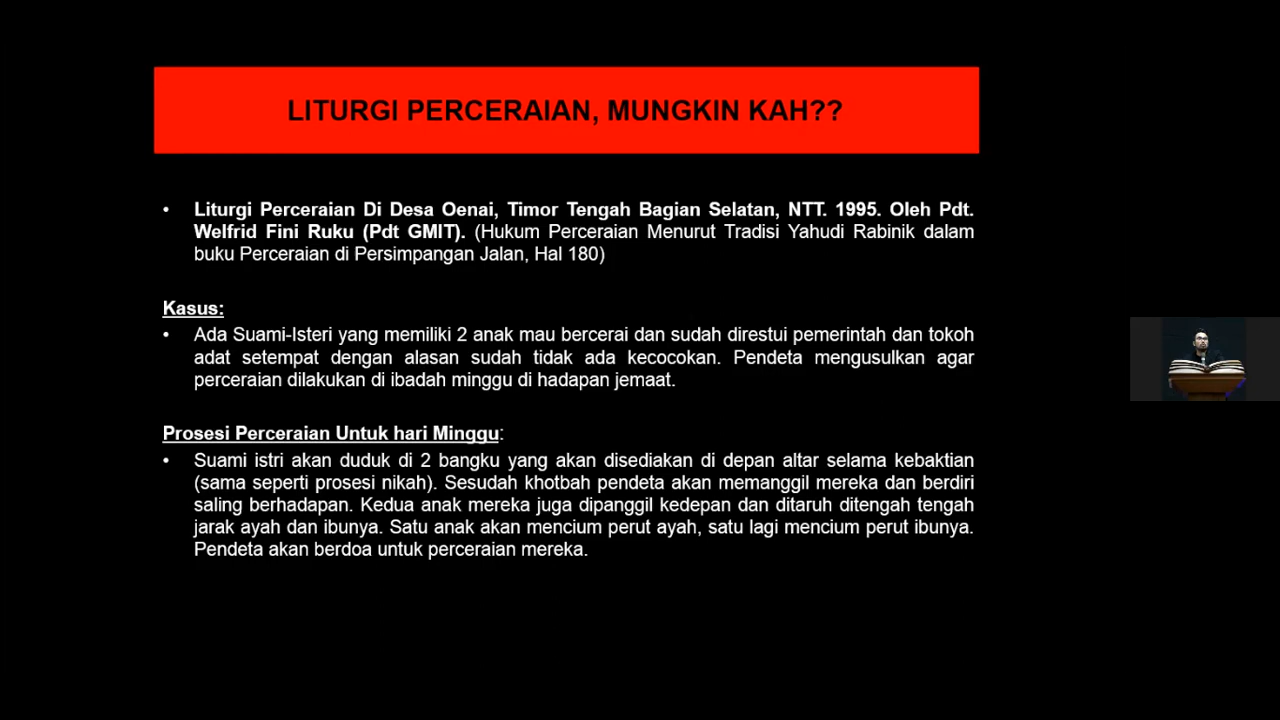 LITURGI PERCERAIAN, MUNGKIN KAH??
• Liturgi Perceraian Di Desa Oenai, Timor Tengah Bagian Selatan, NTT. 1995. Oleh Pdt.
Welfrid Fini Ruku (Pdt GMIT). (Hukum Perceraian Menurut Tradisi Yahudi Rabinik dalam
buku Perceraian di Persimpangan Jalan, Hal 180)
Kasus:
• Ada Suami-Isteri yang memiliki 2 anak mau bercerai dan sudah direstui pemerintah dan tokoh
adat setempat dengan alasan sudah tidak ada kecocokan. Pendeta mengusulkan agar
perceraian dilakukan di ibadah minggu di hadapan jemaat.
Prosesi Perceraian Untuk hari Minggu:
• Suami istri akan duduk di 2 bangku yang akan disediakan di depan altar selama kebaktian
(sama seperti prosesi nikah). Sesudah khotbah pendeta akan memanggil mereka dan berdiri
saling berhadapan. Kedua anak mereka juga dipanggil kedepan dan ditaruh ditengah tengah
jarak ayah dan ibunya. Satu anak akan mencium perut ayah, satu lagi mencium perut ibunya.
Pendeta akan berdoa untuk perceraian mereka.